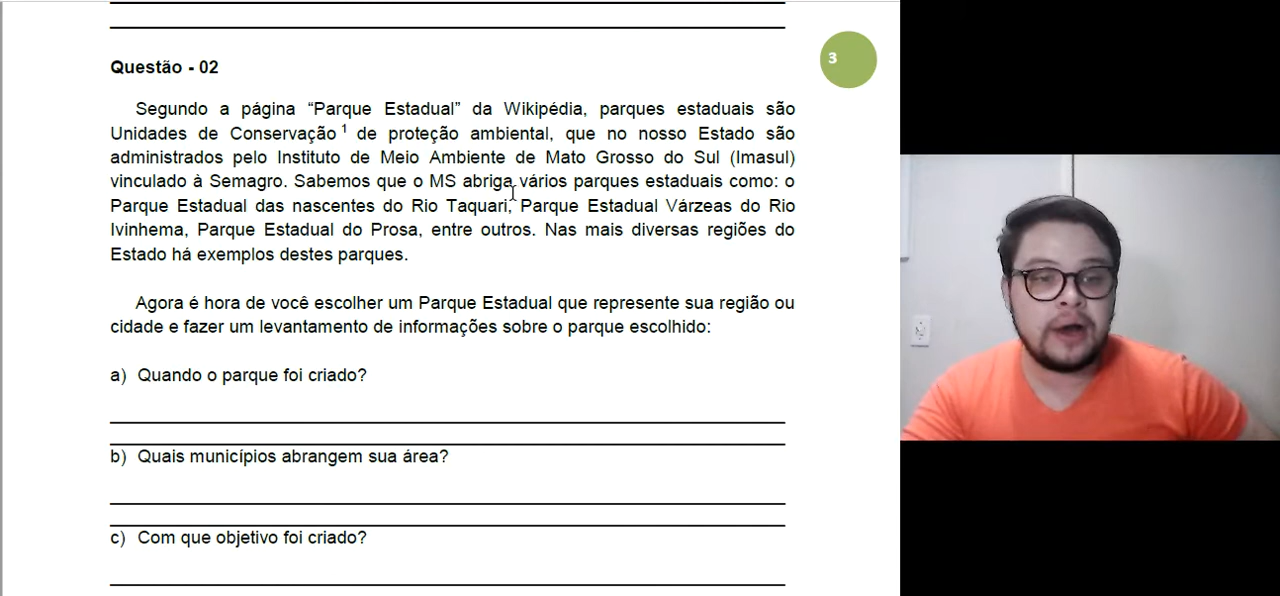 3
Questão - 02
Segundo a página “Parque Estadual” da Wikipédia, parques estaduais são
Unidades de Conservação ¹ de proteção ambiental, que no nosso Estado são
administrados pelo Instituto de Meio Ambiente de Mato Grosso do Sul (Imasul)
vinculado à Semagro. Sabemos que o MS abriga vários parques estaduais como: o
Parque Estadual das nascentes do Rio Taquari, Parque Estadual Várzeas do Rio
Ivinhema, Parque Estadual do Prosa, entre outros. Nas mais diversas regiões do
Estado há exemplos destes parques.
Agora é hora de você escolher um Parque Estadual que represente sua região ou
cidade e fazer um levantamento de informações sobre o parque escolhido:
a) Quando o parque foi criado?
b) Quais municípios abrangem sua área?
c) Com que objetivo foi criado?